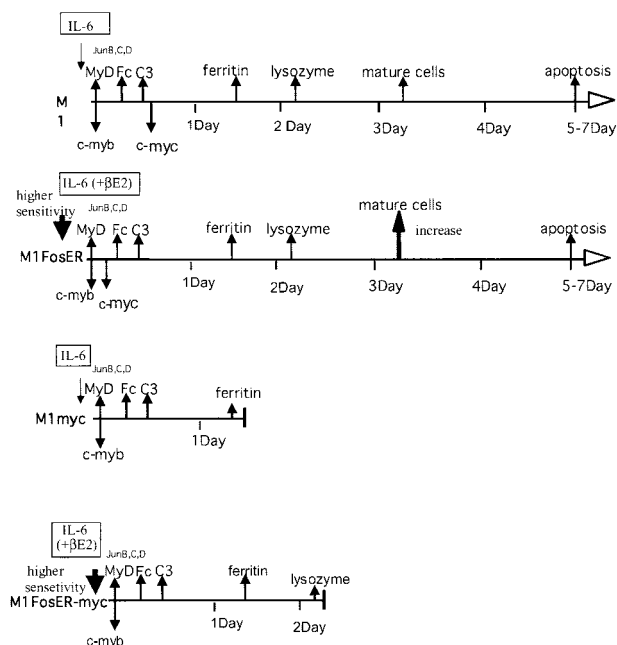 IL-6
JunB,C,D
MyD Fc C3 ferritin lysozyme mature cells apoptosis
M
1
1Day 2 Day 3Day 4Day 5-7Day
c-myb c-myc
IL-6 (+βE2)
higher
sensitivity
JunB,C,D
mature cells
MyD Fc C3 ferritin lysozyme increase apoptosis
M1FosER
1Day 2Day 3Day 4Day 5-7Day
c-myb c-myc
IL-6
JunB,C,D
MyD Fc C3 ferritin
M1myc
1Day
c-myb
IL-6
(+βE2)
JunB,C,D
higher
sensetivity
MyD Fc C3 ferritin lysozyme
M1FosER-myc
1Day 2Day
c-myb